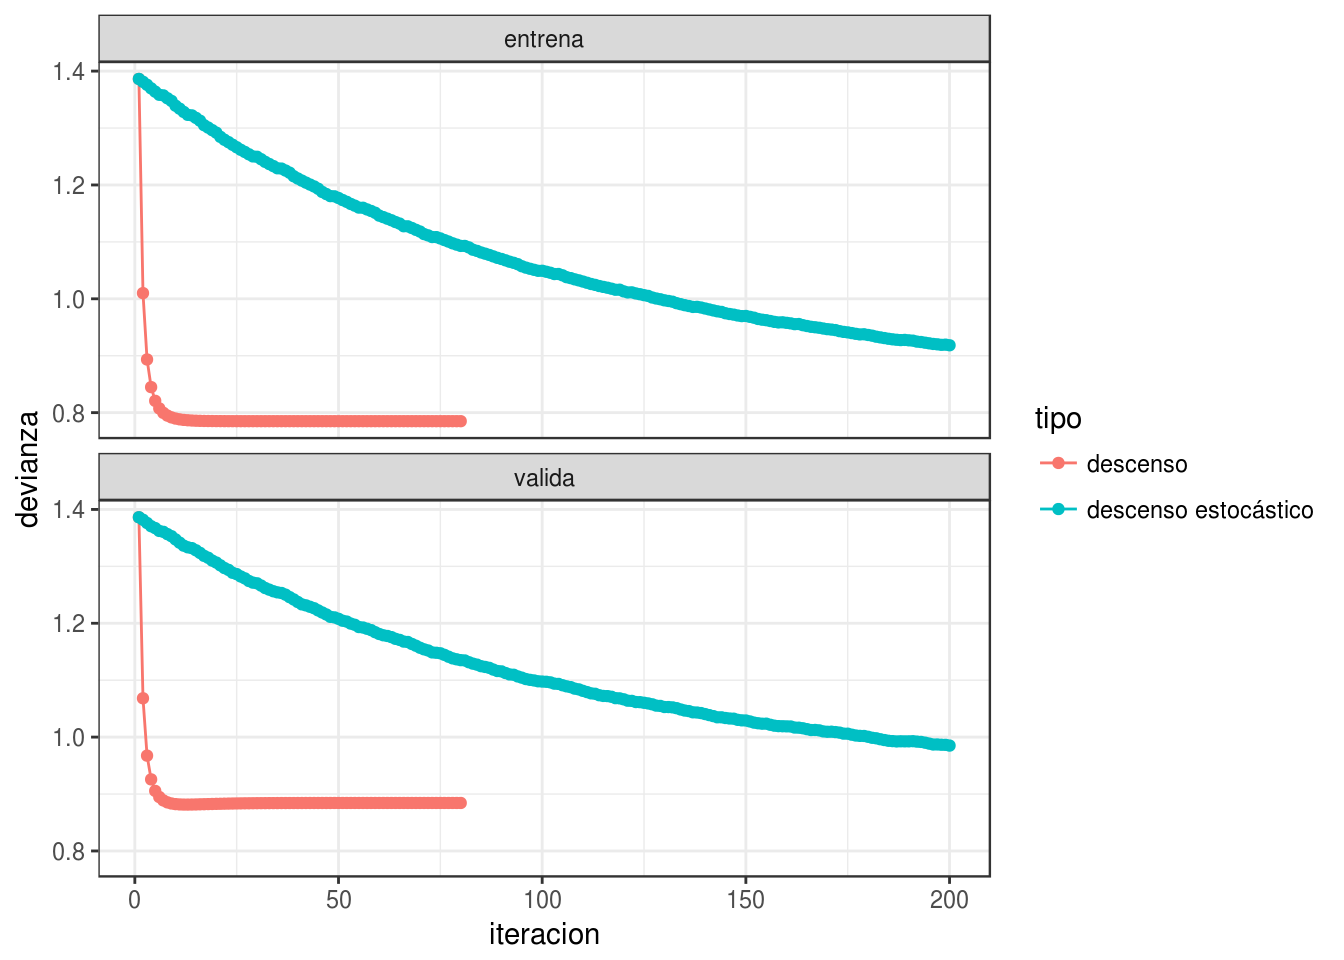 entrena
1.4
1.2
1.0
0.8
valida
1.4
1.2
1.0
0.8
0 50 100 150 200
iteracion
devianza
tipo
descenso
descenso estocástico